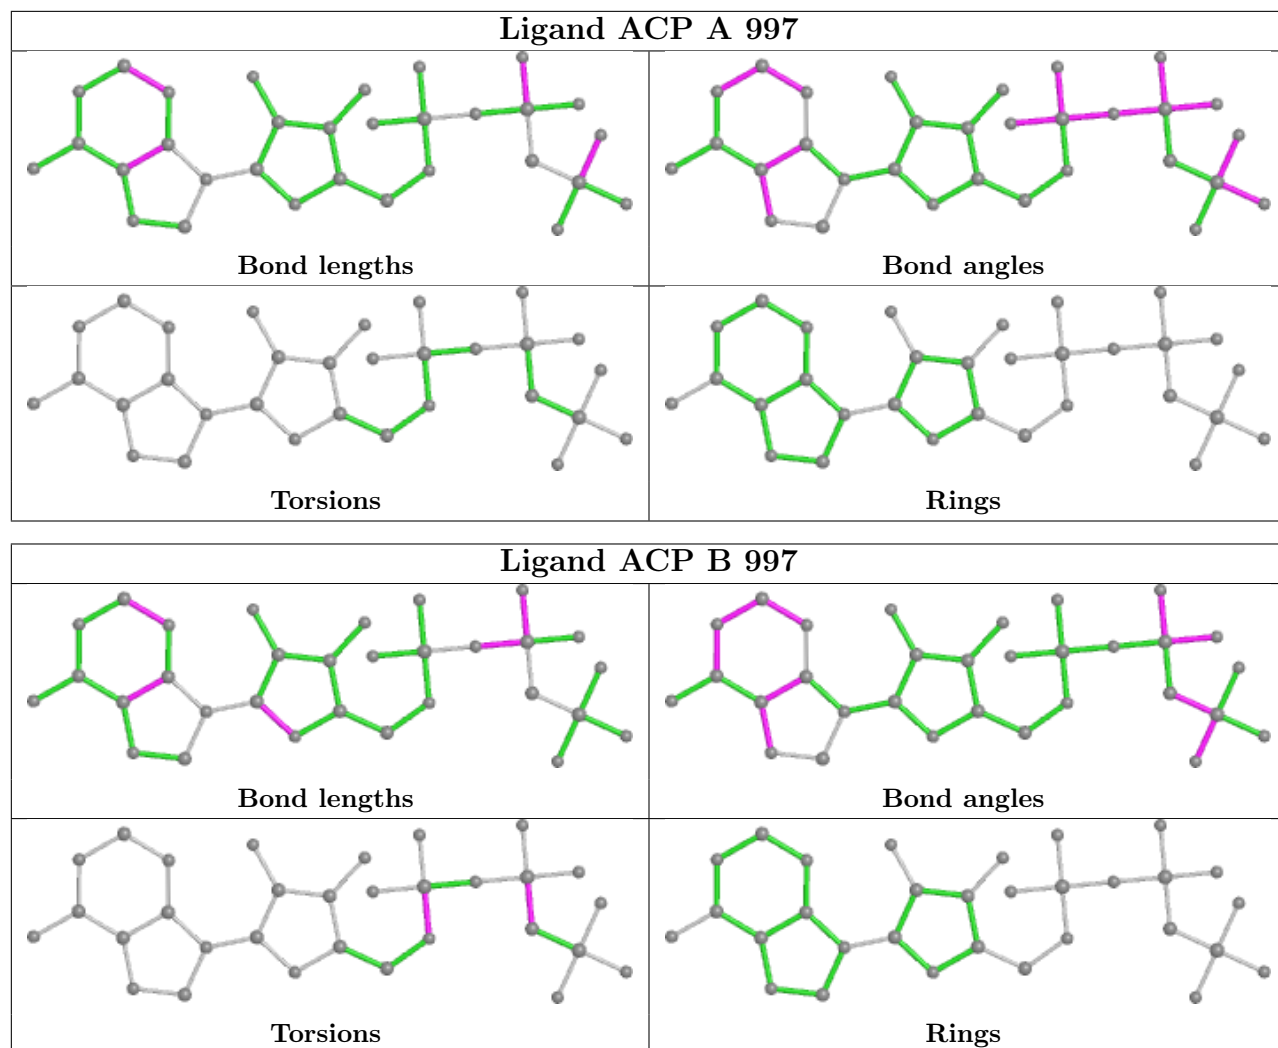 Ligand ACP A 997
Bond lengths
Bond angles
Torsions
Rings
Ligand ACP B 997
Bond lengths
Bond angles
Torsions
Rings